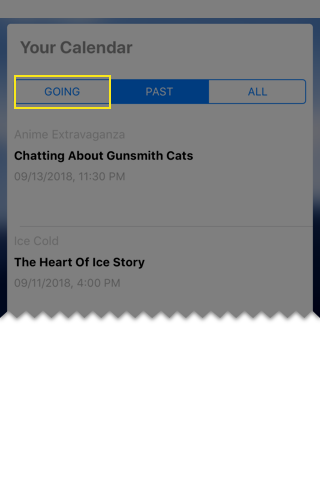 Your Calendar
GOING PAST ALL
Anime Extravaganza
Chatting About Gunsmith Cats
09/13/2018, 11:30 PM
Ice Cold
The Heart Of Ice Story
09/11/2018, 4:00 PM